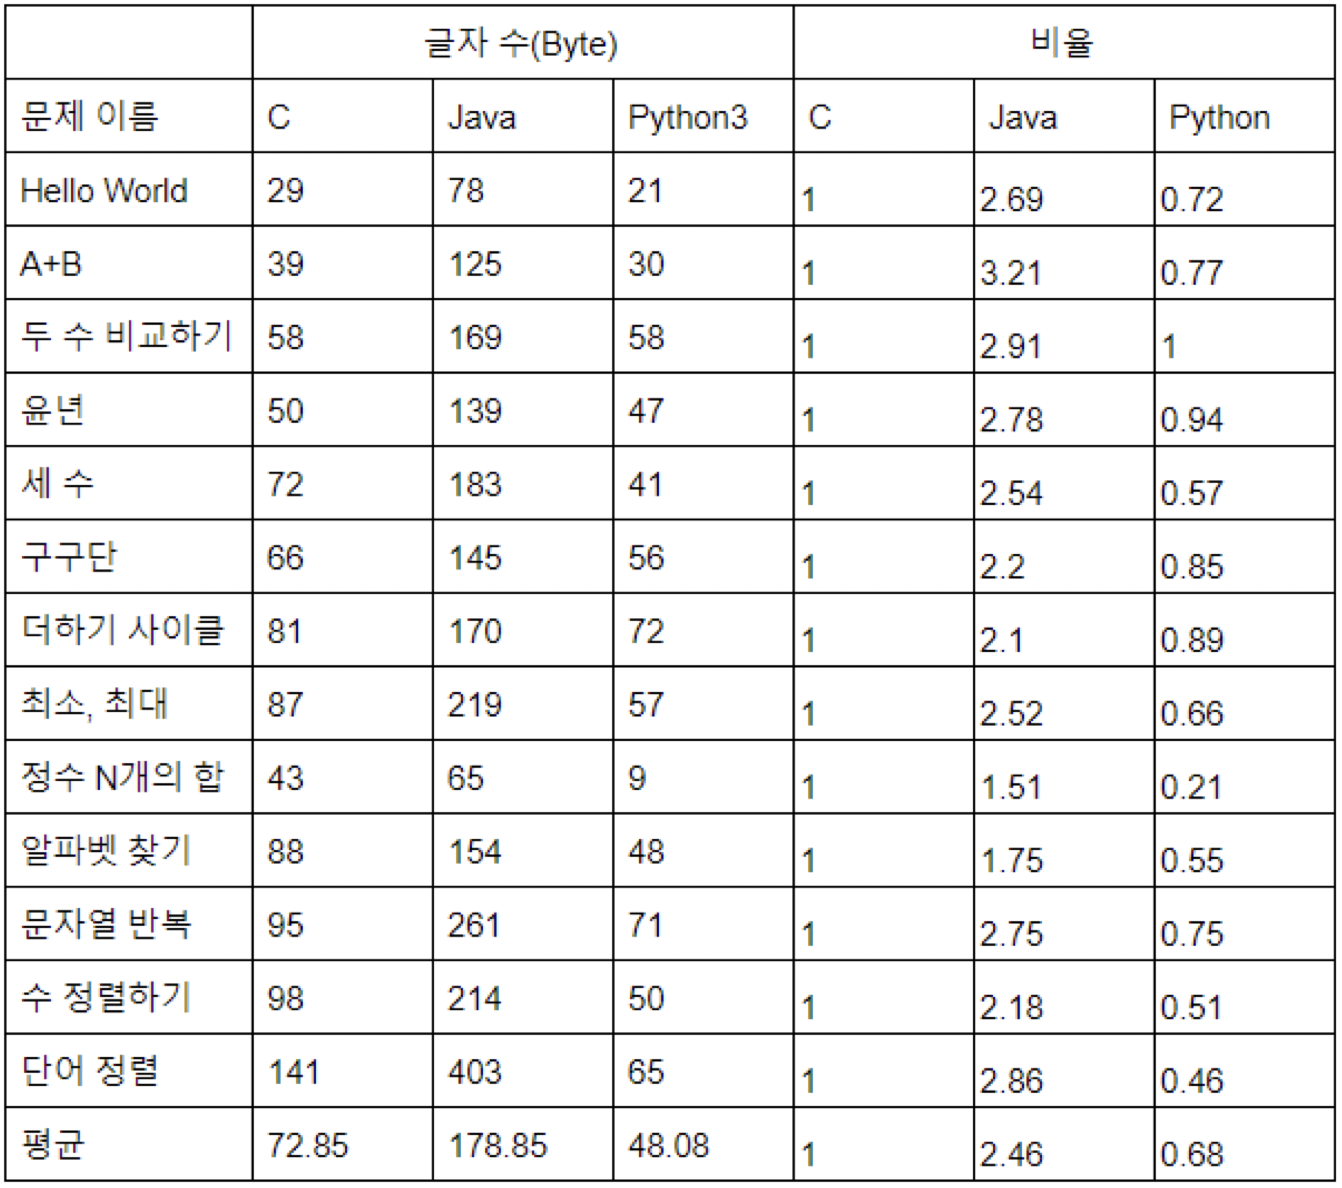 글자 수(Byte) 비율
문제 이름 C Java Python3 C Java Python
Hello World 29 78 21 1 2.69 0.72
A+B 39 125 30 1 3.21 0.77
두 수 비교하기 58 169 58 1 2.91 1
윤년 50 139 47 1 2.78 0.94
세 수 72 183 41 1 2.54 0.57
구구단 66 145 56 1 2.2 0.85
더하기 사이클 81 170 72 1 2.1 0.89
최소, 최대 87 219 57 1 2.52 0.66
정수 N개의 합 43 65 9 1 1.51 0.21
알파벳 찾기 88 154 48 1 1.75 0.55
문자열 반복 95 261 71 1 2.75 0.75
수 정렬하기 98 214 50 1 2.18 0.51
단어 정렬 141 403 65 1 2.86 0.46
평균 72.85 178.85 48.08 1 2.46 0.68